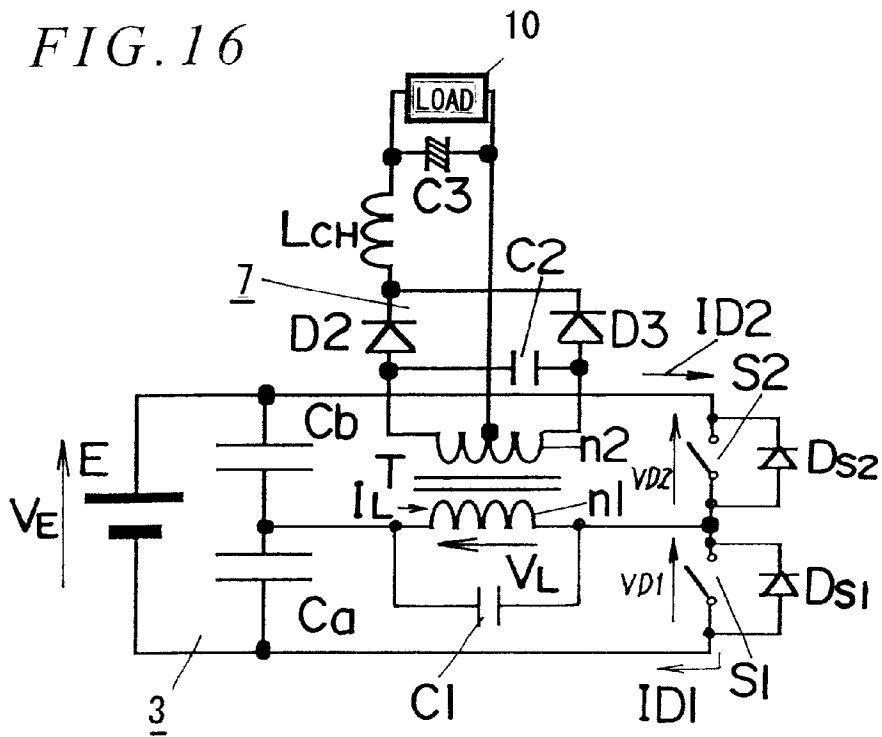 FIG.16
10
LOAD
C3
LCH
7
C2
D2
D3
ID2
S2
Cb
E
T
n2
VD2
DS2
VE
IL
n1
VL
VD1
DS1
Ca
C1
ID1
S1
3